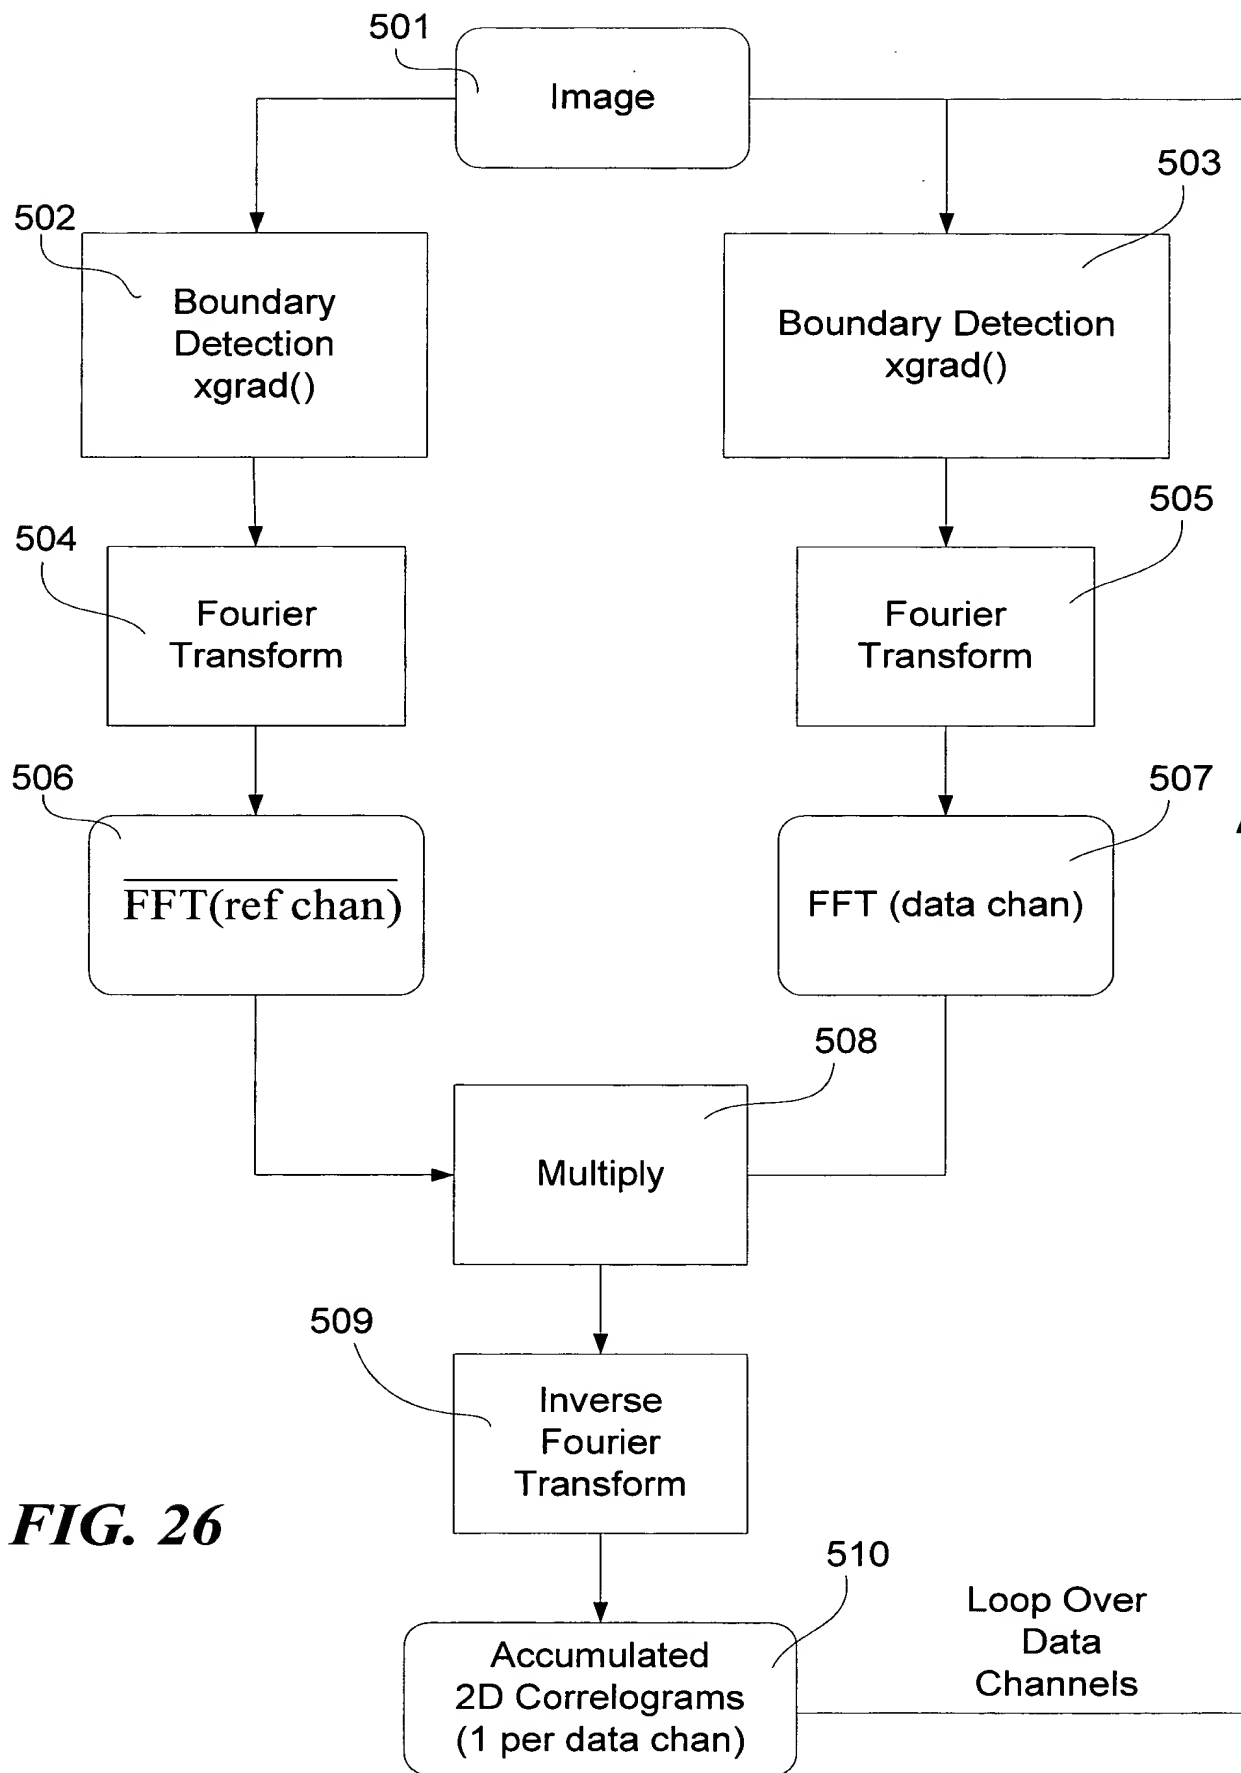 501
Image
503
502
Boundary
Detection
xgrad()
Boundary Detection
xgrad()
505
504
Fourier
Transform
Fourier
Transform
506
507
FFT(ref chan)
FFT (data chan)
508
Multiply
509
Inverse
Fourier
Transform
FIG. 26
510
Loop Over
Data
Channels
Accumulated
2D Correlograms
(1 per data chan)